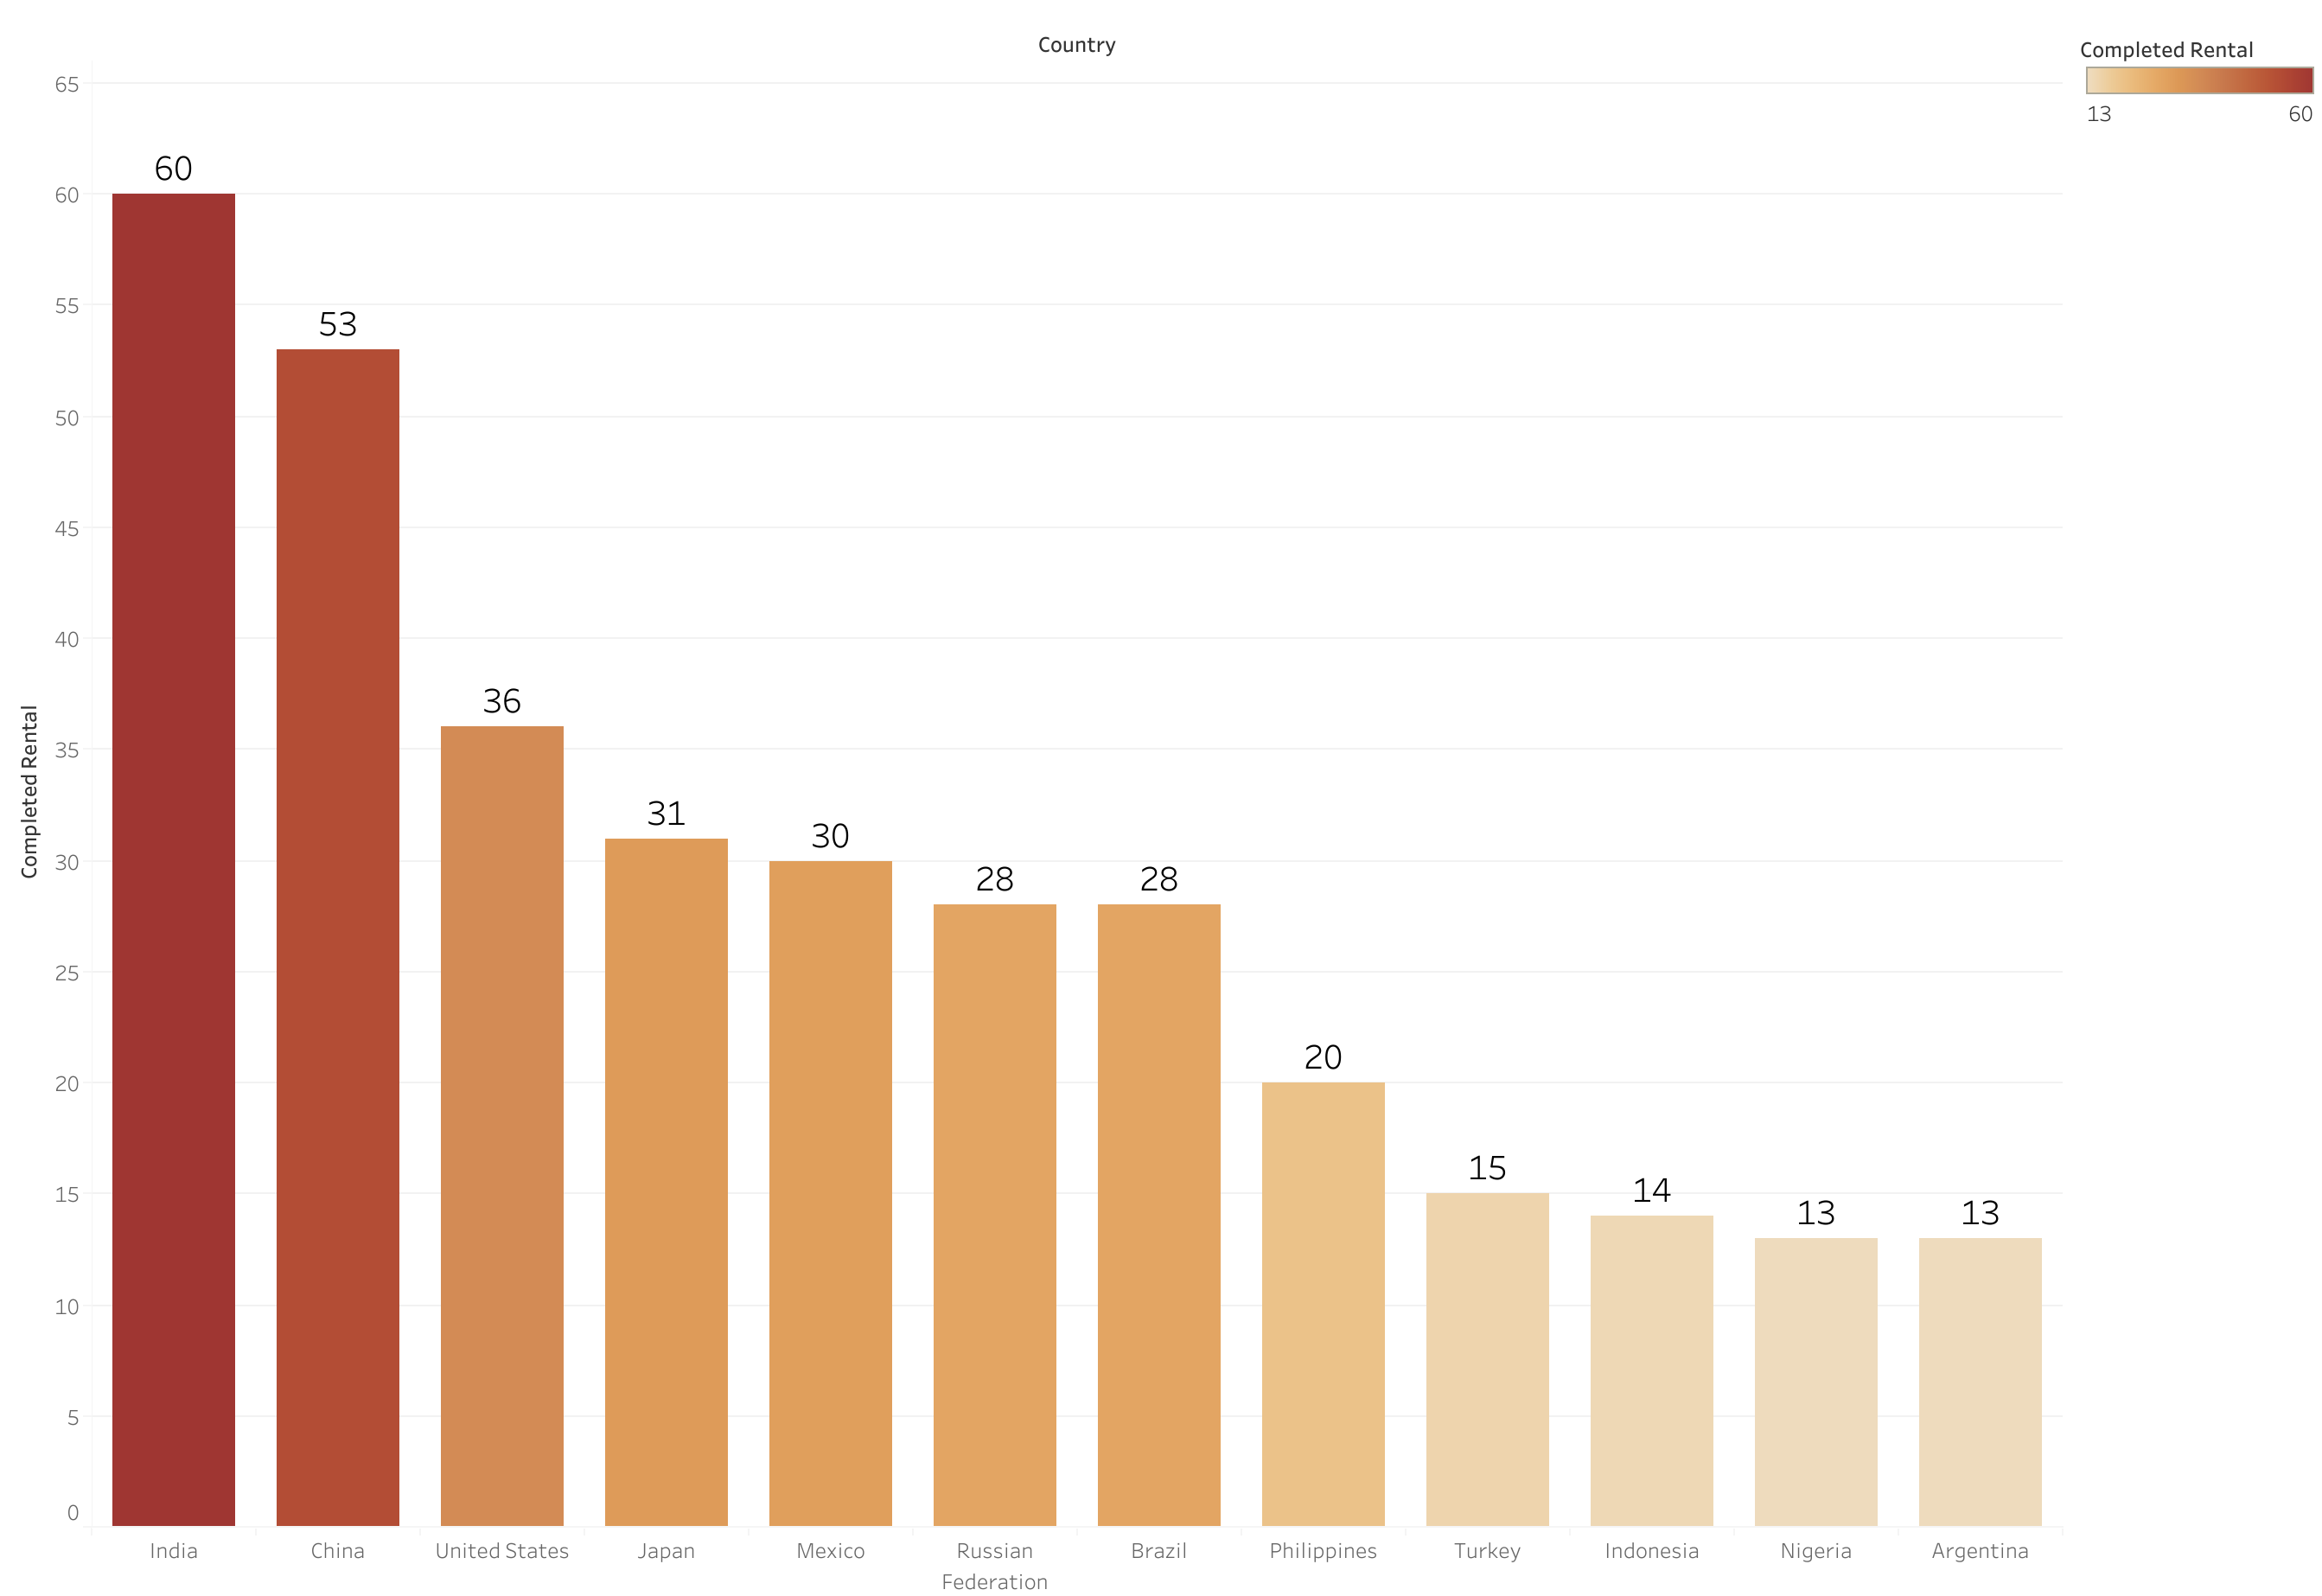 Country
Completed Rental
13 60
Completed Rental
65
60
55
50
45
40
35
30
25
20
15
10
5
0
60
53
36
31
30
28
28
20
15
14
13
13
India
China
United States
Japan
Mexico
Russian
Federation
Brazil
Philippines
Turkey
Indonesia
Nigeria
Argentina